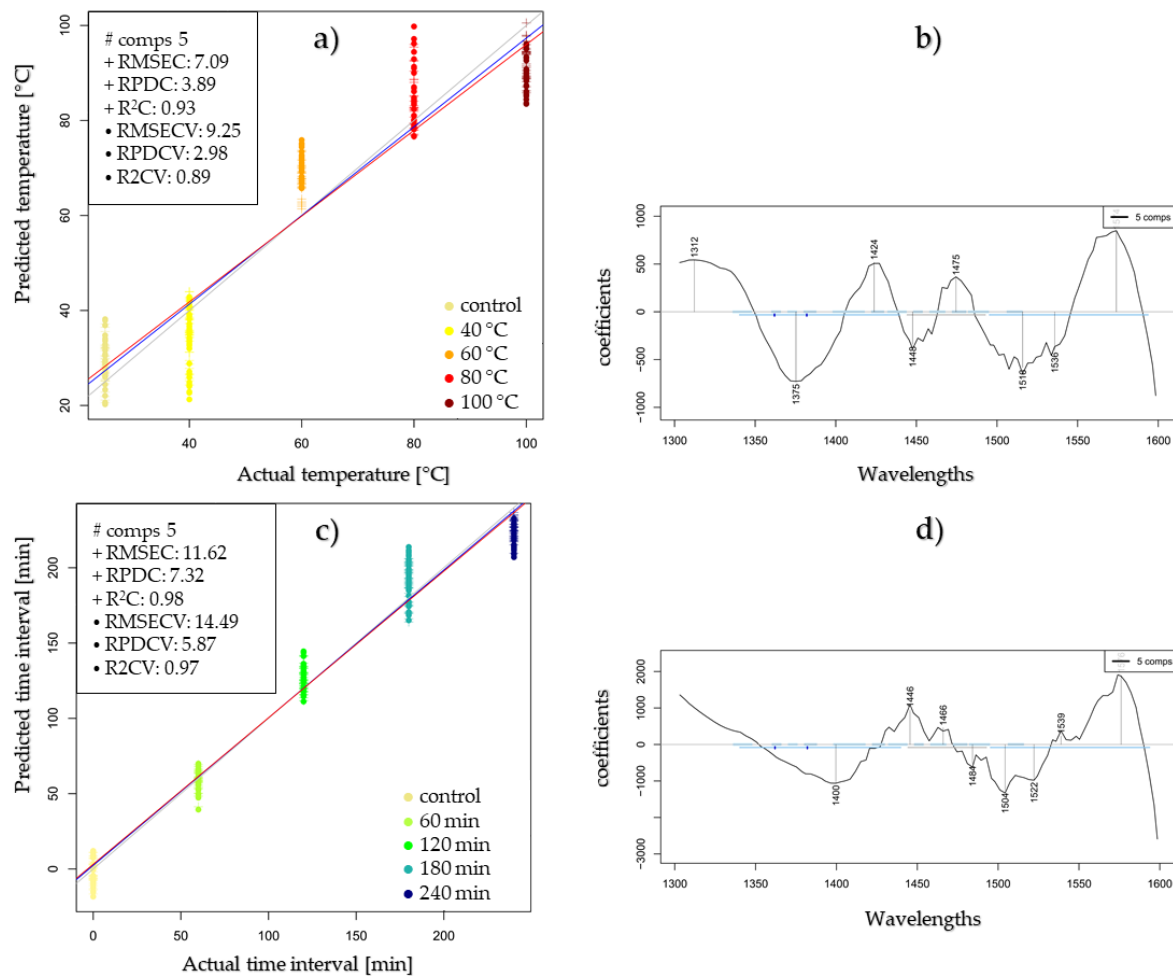 a)
# comps 5
+ RMSEC: 7.09
+ RPDC: 3.89
+ R²C: 0.93
• RMSECV: 9.25
• RPDCV: 2.98
• R2CV: 0.89
Predicted temperature [°C]
100
80
60
40
20
control
40 °C
60 °C
80 °C
100 °C
40 60 80 100
Actual temperature [°C]
b)
5 comps
coefficients
1000
500
0
-500
-1000
1312
1375
1424
1448
1475
1516
1536
1300 1350 1400 1450 1500 1550 1600
Wavelengths
c)
# comps 5
+ RMSEC: 11.62
+ RPDC: 7.32
+ R²C: 0.98
• RMSECV: 14.49
• RPDCV: 5.87
• R2CV: 0.97
Predicted time interval [min]
200
150
100
50
0
control
60 min
120 min
180 min
240 min
0 50 100 150 200
Actual time interval [min]
d)
5 comps
coefficients
2000
1000
0
-1000
-3000
1400
1446
1466
1484
1504
1522
1539
1300 1350 1400 1450 1500 1550 1600
Wavelengths